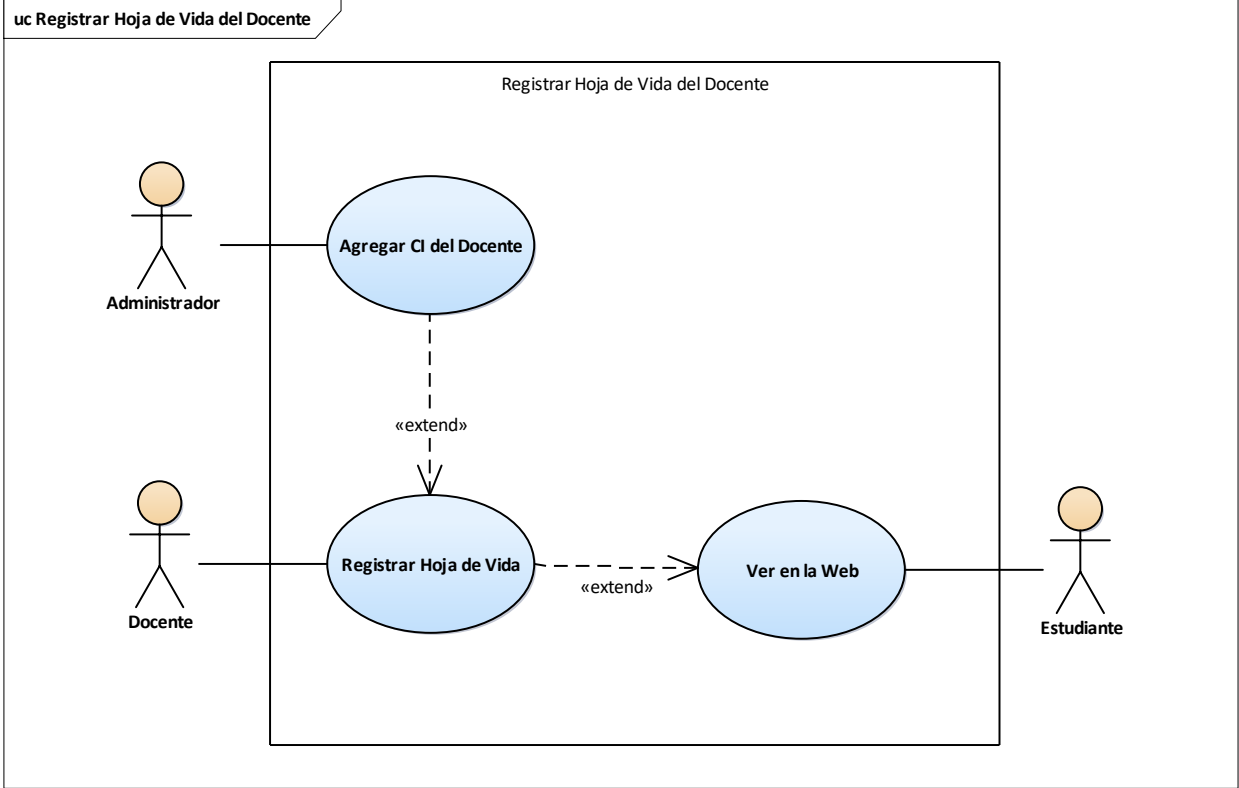 uc Registrar Hoja de Vida del Docente
Registrar Hoja de Vida del Docente
Agregar CI del Docente
Administrador
«extend»
Registrar Hoja de Vida
«extend»
Ver en la Web
Docente
Estudiante